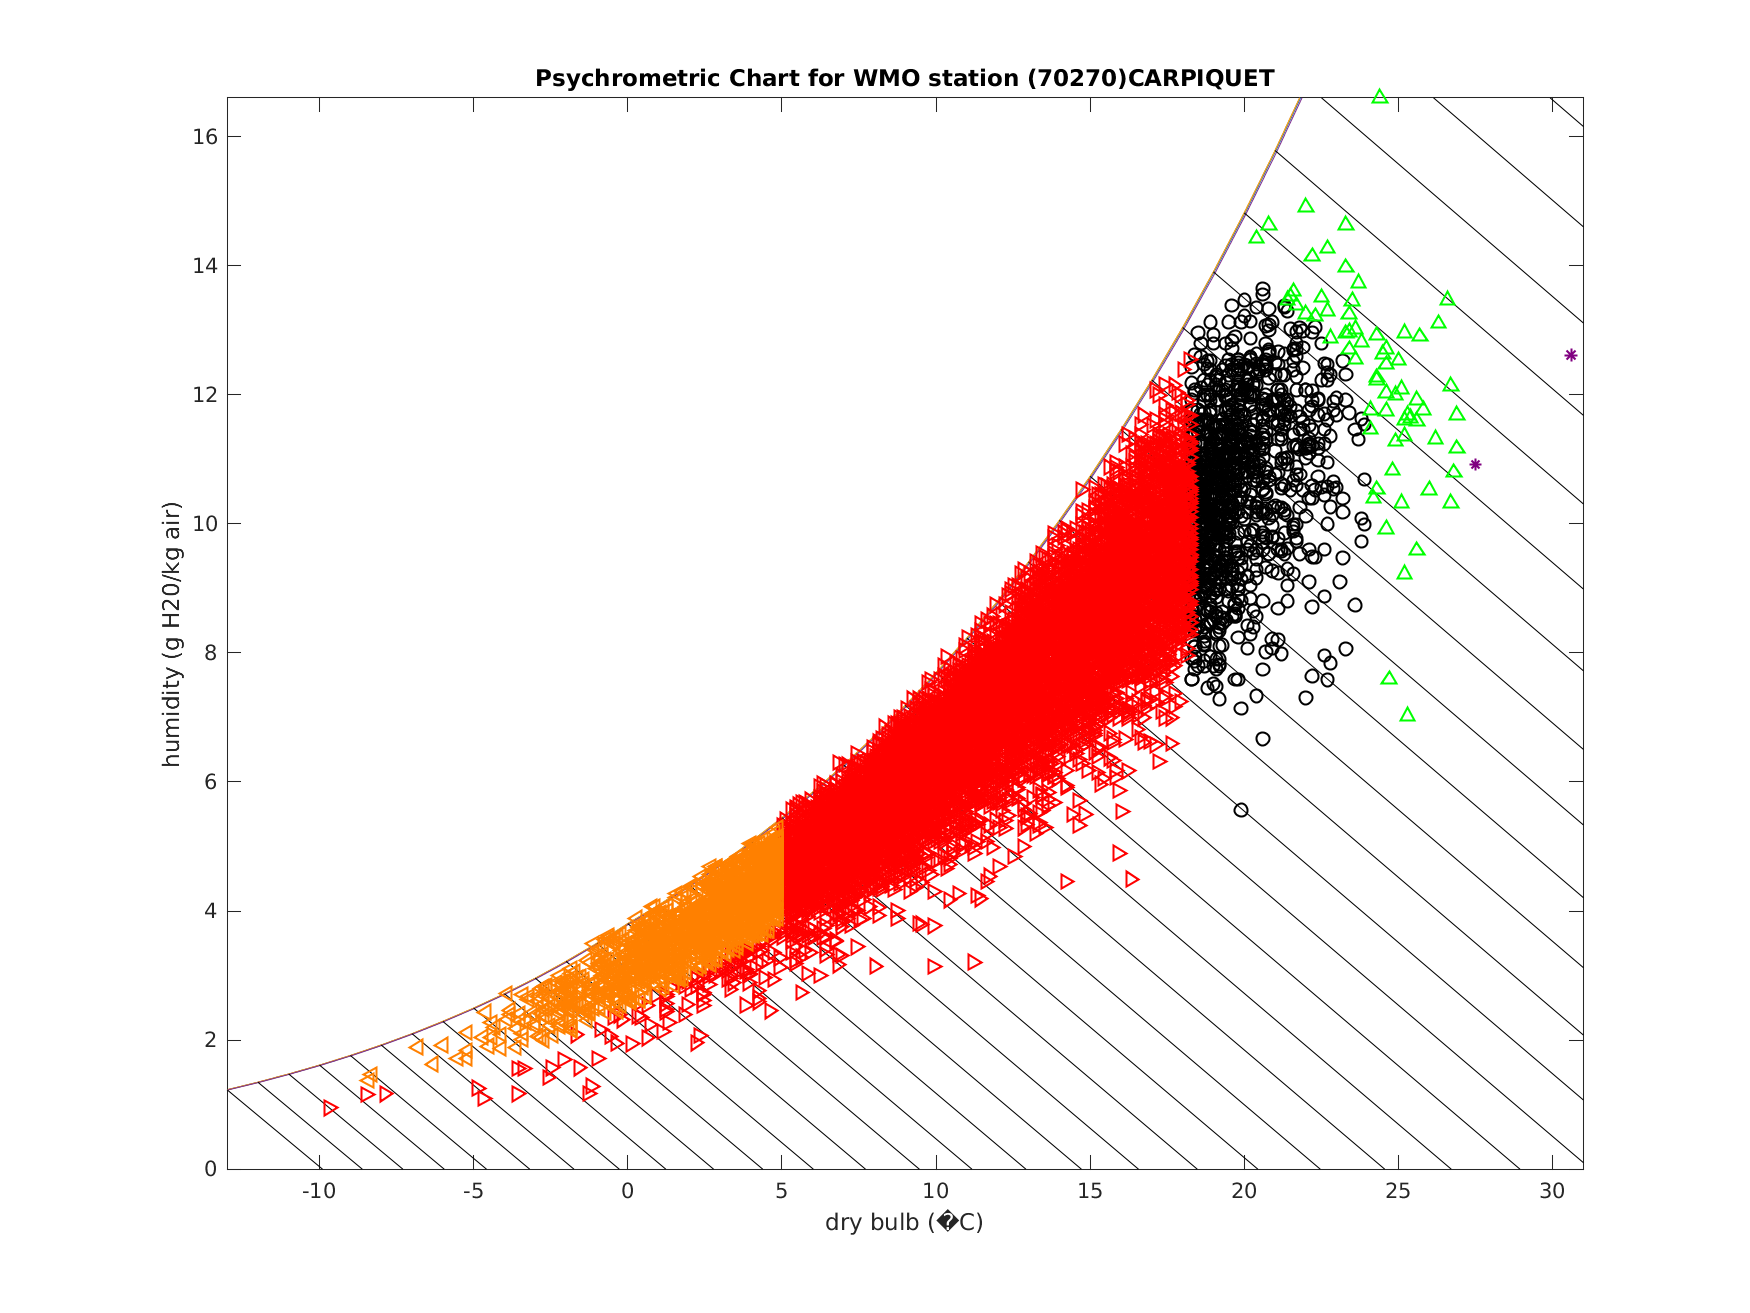 Psychrometric Chart for WMO station (70270)CARPIQUET
16
14
12
10
8
6
4
2
0
humidity (g H20/kg air)
-10 -5 0 5 10 15 20 25 30
dry bulb (�C)